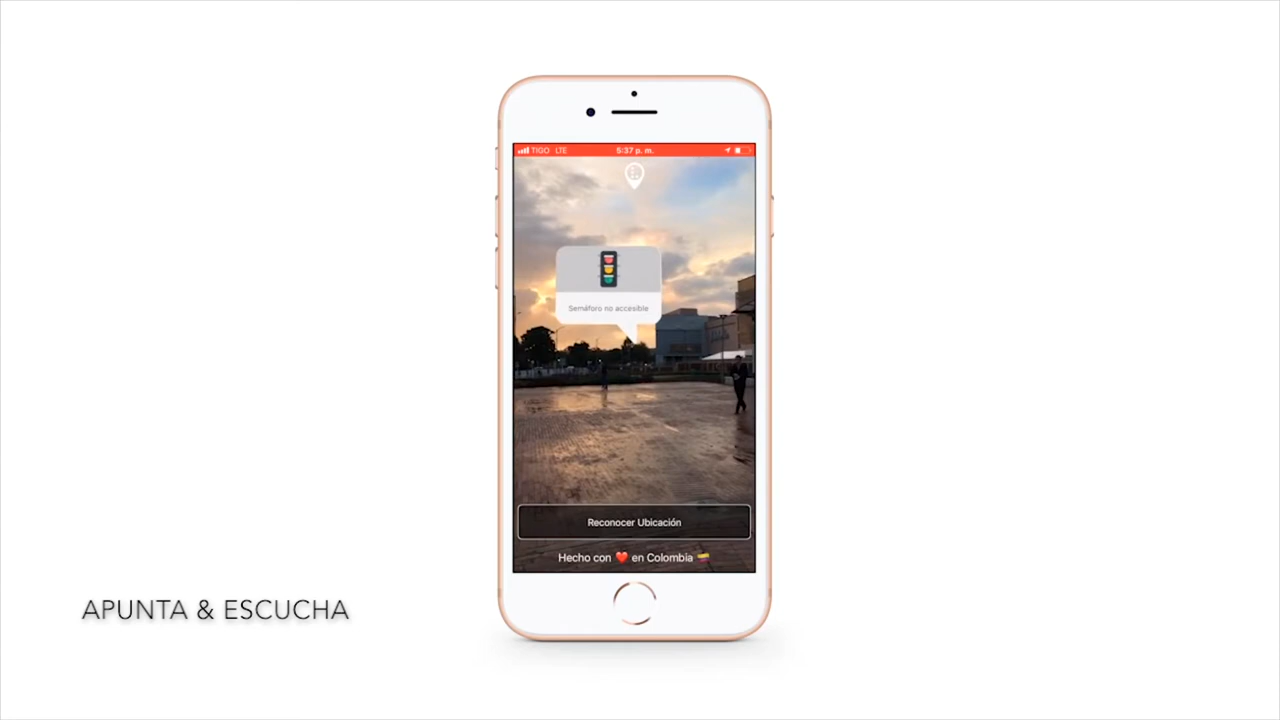 TIGO LTE 5:37 p. m.
Semáforo no accesible
Reconocer Ubicación
Hecho con ❤️ en Colombia 🇨🇴
APUNTA & ESCUCHA